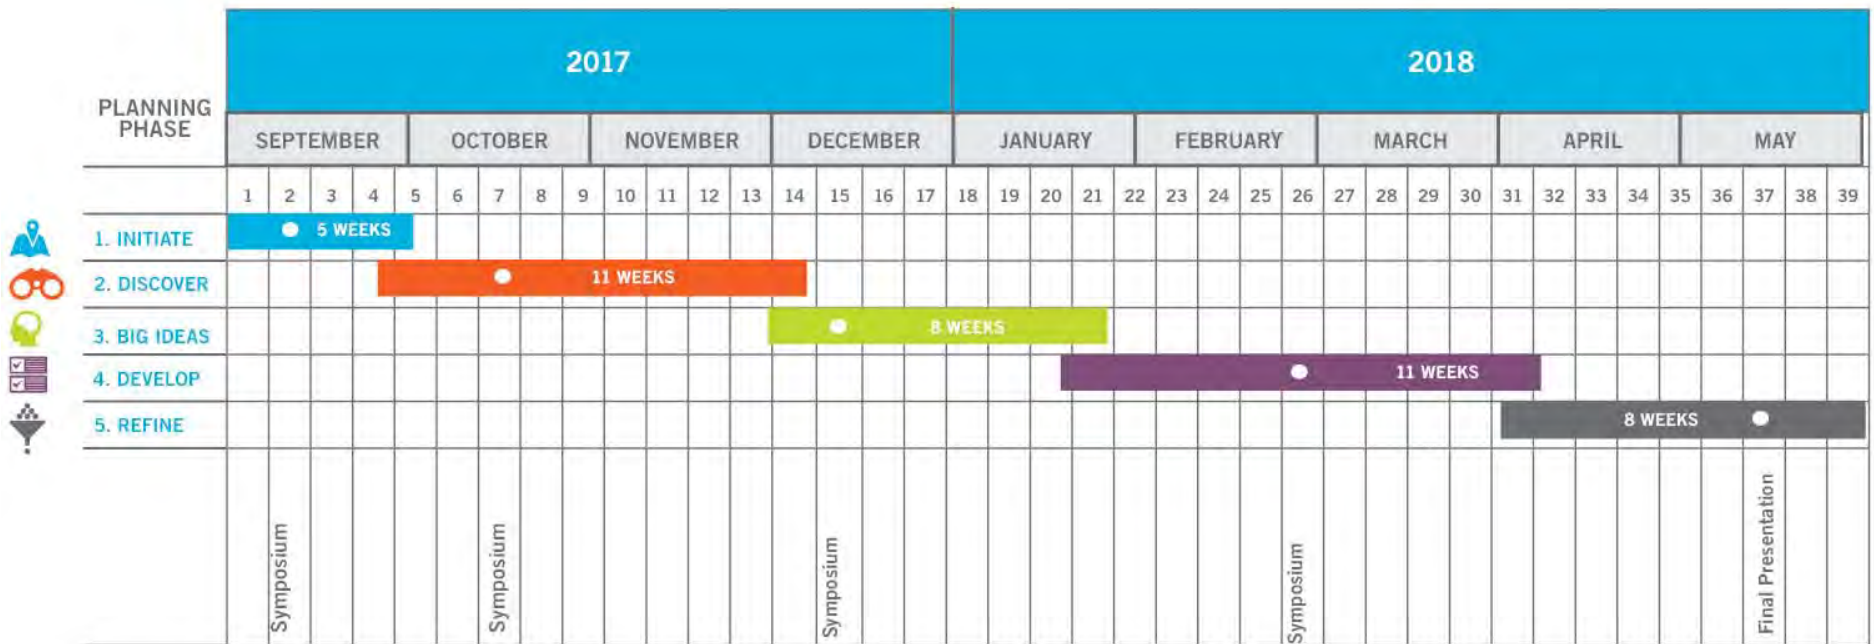 2017 2018
PLANNING
PHASE
SEPTEMBER OCTOBER NOVEMBER DECEMBER JANUARY FEBRUARY MARCH APRIL MAY
1 2 3 4 5 6 7 8 9 10 11 12 13 14 15 16 17 18 19 20 21 22 23 24 25 26 27 28 29 30 31 32 33 34 35 36 37 38 39
1. INITIATE 5 WEEKS
2. DISCOVER 11 WEEKS
3. BIG IDEAS 8 WEEKS
4. DEVELOP 11 WEEKS
5. REFINE 8 WEEKS
Symposium
Symposium
Symposium
Symposium
Final Presentation